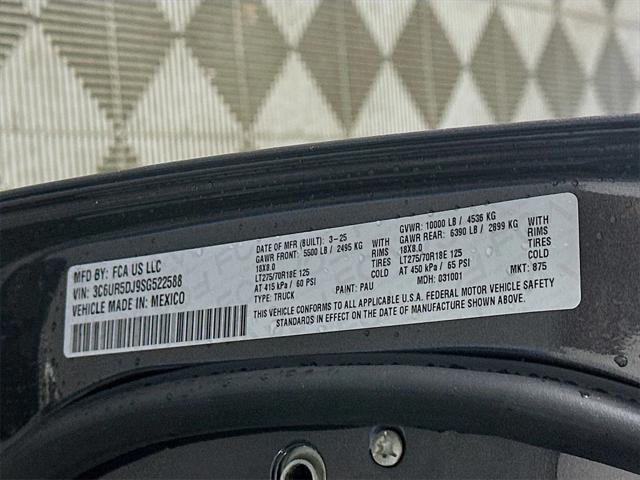 MFD BY: FCA US LLC
VIN: 3C6UR5DJ9SG522588
VEHICLE MADE IN: MEXICO
DATE OF MFR (BUILT): 3-25
GAWR FRONT: 5500 LB / 2495 KG WITH
18X8.0 RIMS
LT275/70R18E 125 TIRES
AT 415 kPa / 60 PSI COLD
TYPE: TRUCK PAINT: PAU
GVWR: 10000 LB / 4536 KG
GAWR REAR: 6390 LB / 2899 KG WITH
18X8.0 RIMS
LT275/70R18E 125 TIRES
AT 450 kPa / 65 PSI COLD
MDH: 031001 MKT: 875
THIS VEHICLE CONFORMS TO ALL APPLICABLE U.S.A. FEDERAL MOTOR VEHICLE SAFETY
STANDARDS IN EFFECT ON THE DATE OF MANUFACTURE SHOWN ABOVE.